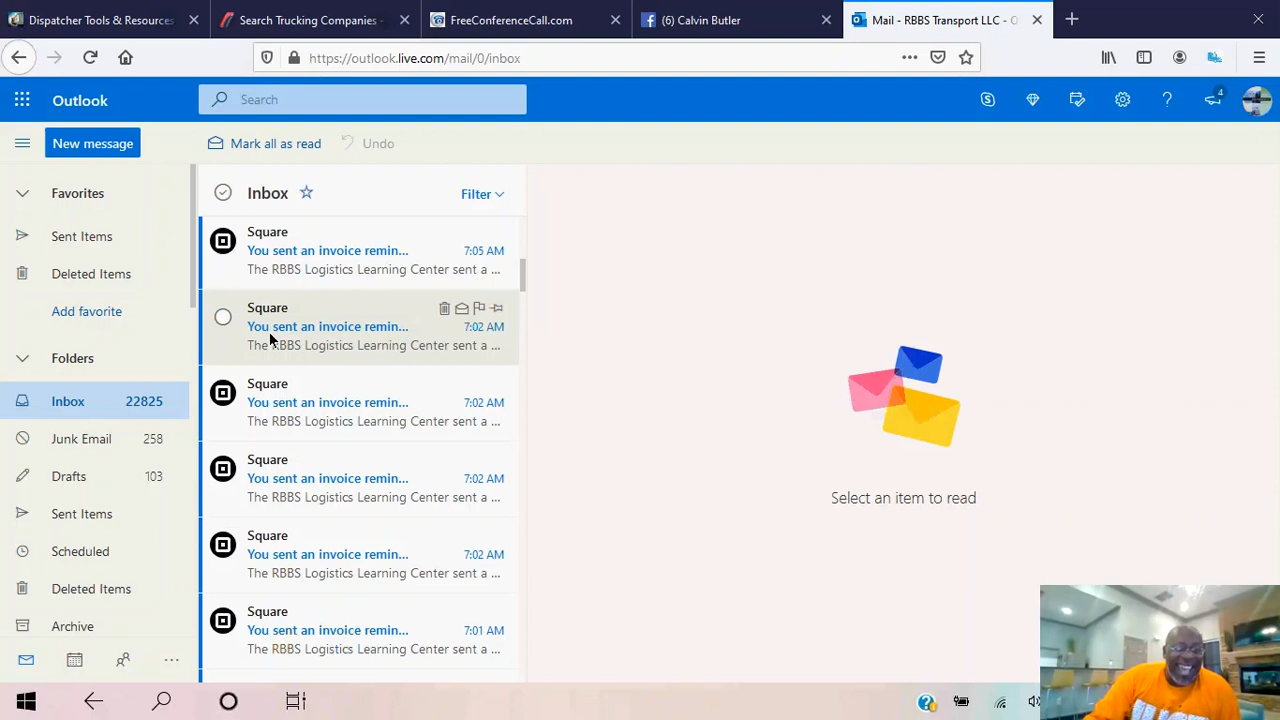 Dispatcher Tools & Resources
Search Trucking Companies -
FreeConferenceCall.com
(6) Calvin Butler
Mail - RBBS Transport LLC - O
https://outlook.live.com/mail/0/inbox
Outlook
Search
4
New message
Mark all as read
Undo
Favorites
Sent Items
Deleted Items
Add favorite
Folders
Inbox 22825
Junk Email 258
Drafts 103
Sent Items
Scheduled
Deleted Items
Archive
Inbox
Filter
Square
You sent an invoice remin... 7:05 AM
The RBBS Logistics Learning Center sent a ...
Square
You sent an invoice remin... 7:02 AM
The RBBS Logistics Learning Center sent a ...
Square
You sent an invoice remin... 7:02 AM
The RBBS Logistics Learning Center sent a ...
Square
You sent an invoice remin... 7:02 AM
The RBBS Logistics Learning Center sent a ...
Square
You sent an invoice remin... 7:02 AM
The RBBS Logistics Learning Center sent a ...
Square
You sent an invoice remin... 7:01 AM
The RBBS Logistics Learning Center sent a ...
Select an item to read